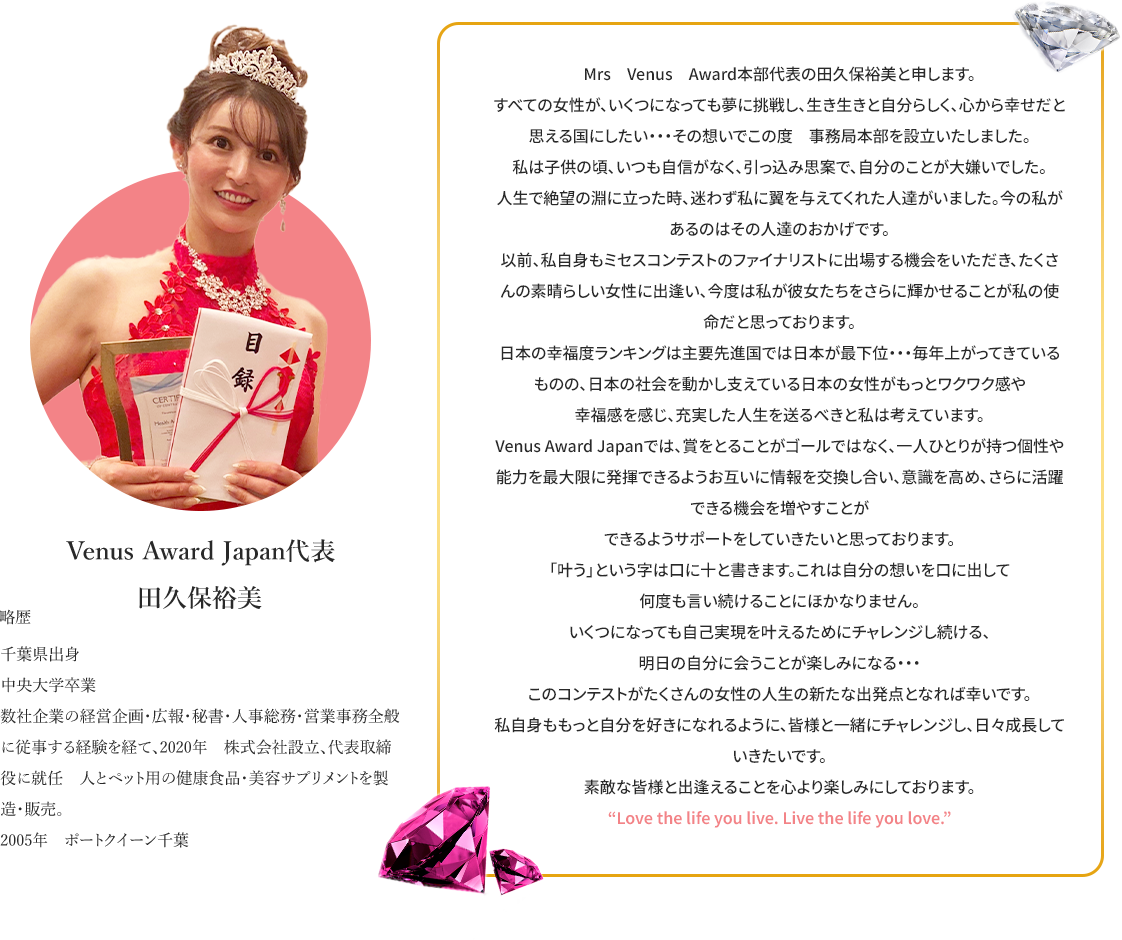 目録
CERTIFI
Venus Award Japan代表
田久保裕美
略歴
千葉県出身
中央大学卒業
数社企業の経営企画・広報・秘書・人事総務・営業事務全般
に従事する経験を経て、2020年　株式会社設立、代表取締
役に就任　人とペット用の健康食品・美容サプリメントを製
造・販売。
2005年　ポートクイーン千葉
Mrs　Venus　Award本部代表の田久保裕美と申します。
すべての女性が、いくつになっても夢に挑戦し、生き生きと自分らしく、心から幸せだと
思える国にしたい・・・その想いでこの度　事務局本部を設立いたしました。
私は子供の頃、いつも自信がなく、引っ込み思案で、自分のことが大嫌いでした。
人生で絶望の淵に立った時、迷わず私に翼を与えてくれた人達がいました。今の私が
あるのはその人達のおかげです。
以前、私自身もミセスコンテストのファイナリストに出場する機会をいただき、たくさ
んの素晴らしい女性に出逢い、今度は私が彼女たちをさらに輝かせることが私の使
命だと思っております。
日本の幸福度ランキングは主要先進国では日本が最下位・・・毎年上がってきている
ものの、日本の社会を動かし支えている日本の女性がもっとワクワク感や
幸福感を感じ、充実した人生を送るべきと私は考えています。
Venus Award Japanでは、賞をとることがゴールではなく、一人ひとりが持つ個性や
能力を最大限に発揮できるようお互いに情報を交換し合い、意識を高め、さらに活躍
できる機会を増やすことが
できるようサポートをしていきたいと思っております。
「叶う」という字は口に十と書きます。これは自分の想いを口に出して
何度も言い続けることにほかなりません。
いくつになっても自己実現を叶えるためにチャレンジし続ける、
明日の自分に会うことが楽しみになる・・・
このコンテストがたくさんの女性の人生の新たな出発点となれば幸いです。
私自身ももっと自分を好きになれるように、皆様と一緒にチャレンジし、日々成長して
いきたいです。
素敵な皆様と出逢えることを心より楽しみにしております。
“Love the life you live. Live the life you love.”